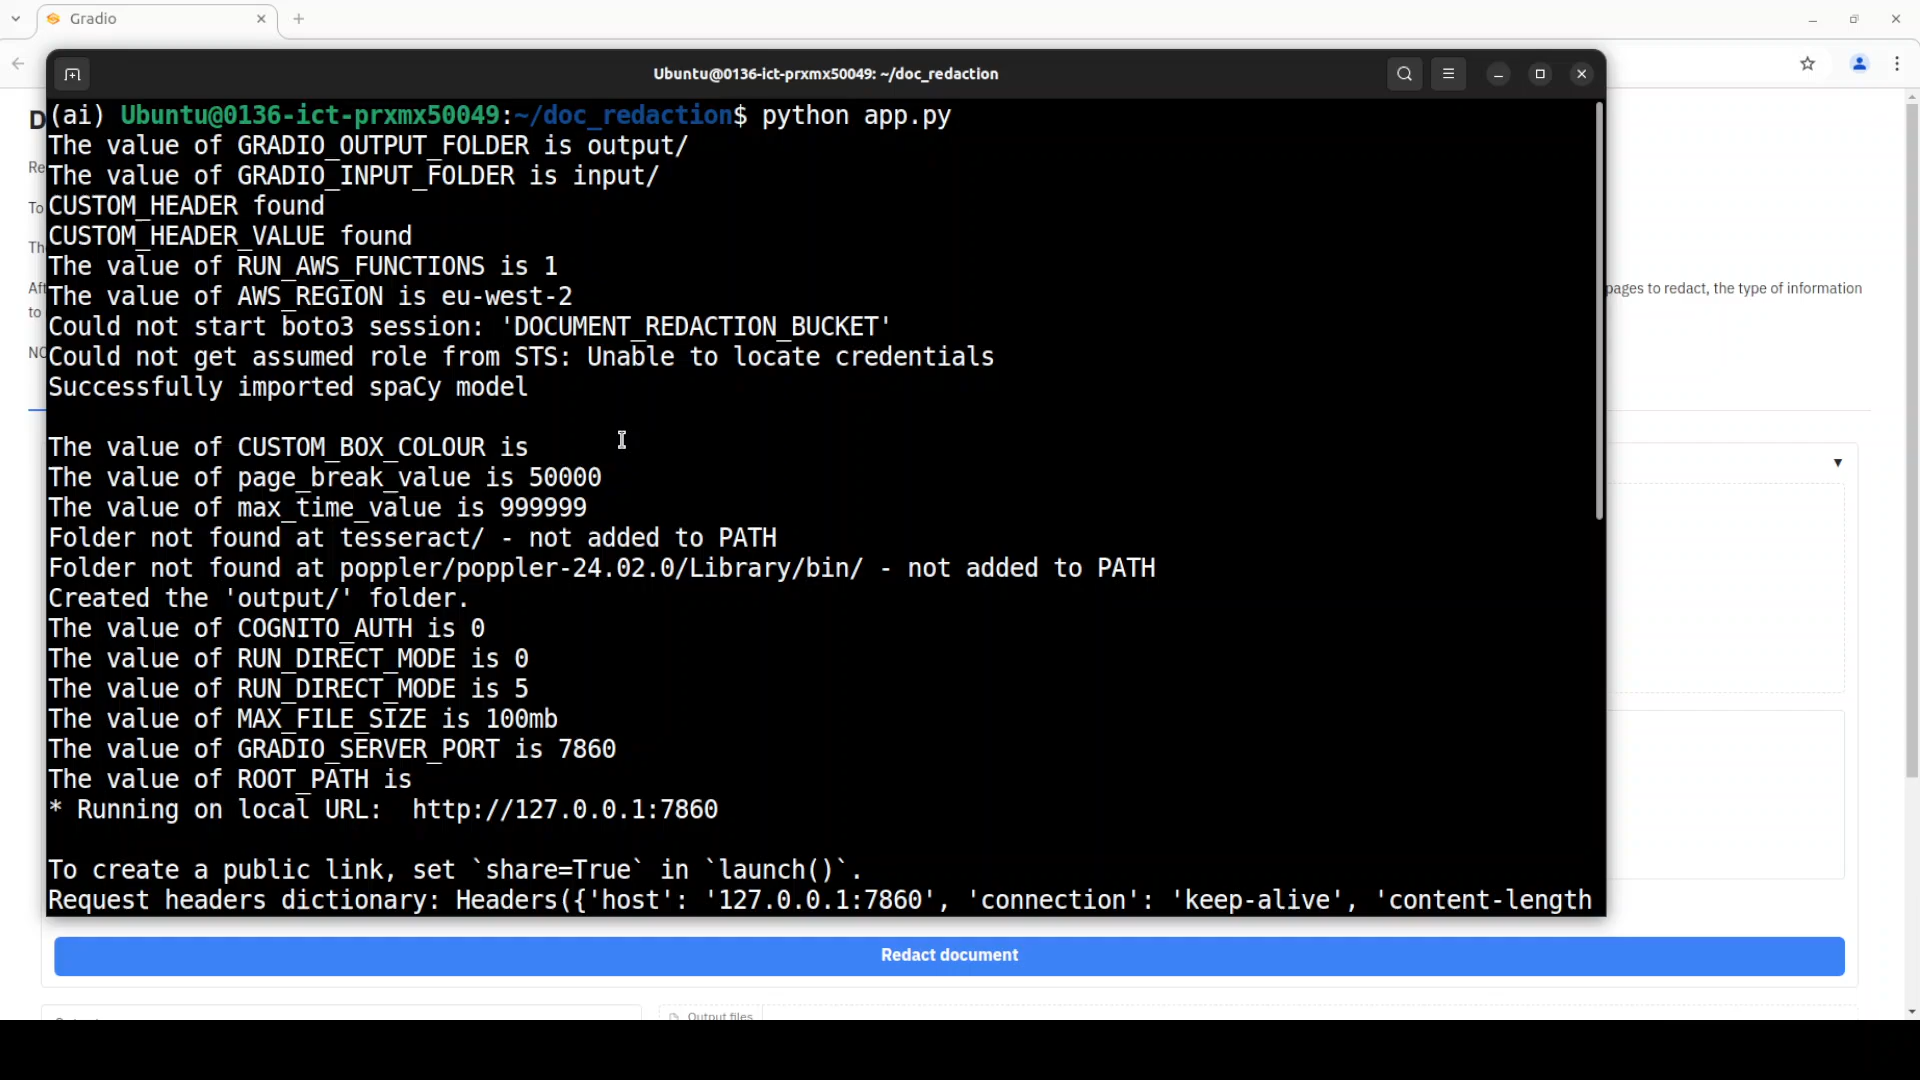 Gradio
Ubuntu@0136-ict-prxmx50049: ~/doc_redaction
(ai) Ubuntu@0136-ict-prxmx50049:~/doc_redaction$ python app.py
The value of GRADIO_OUTPUT_FOLDER is output/
The value of GRADIO_INPUT_FOLDER is input/
CUSTOM_HEADER found
CUSTOM_HEADER_VALUE found
The value of RUN_AWS_FUNCTIONS is 1
The value of AWS_REGION is eu-west-2
Could not start boto3 session: 'DOCUMENT_REDACTION_BUCKET'
Could not get assumed role from STS: Unable to locate credentials
Successfully imported spaCy model
The value of CUSTOM_BOX_COLOUR is
The value of page_break_value is 50000
The value of max_time_value is 999999
Folder not found at tesseract/ - not added to PATH
Folder not found at poppler/poppler-24.02.0/Library/bin/ - not added to PATH
Created the 'output/' folder.
The value of COGNITO_AUTH is 0
The value of RUN_DIRECT_MODE is 0
The value of RUN_DIRECT_MODE is 5
The value of MAX_FILE_SIZE is 100mb
The value of GRADIO_SERVER_PORT is 7860
The value of ROOT_PATH is
* Running on local URL:  http://127.0.0.1:7860
To create a public link, set `share=True` in `launch()`.
Request headers dictionary: Headers({'host': '127.0.0.1:7860', 'connection': 'keep-alive', 'content-length
D
Re
To
Th
Aft
pages to redact, the type of information
to
NO
Redact document
Output files